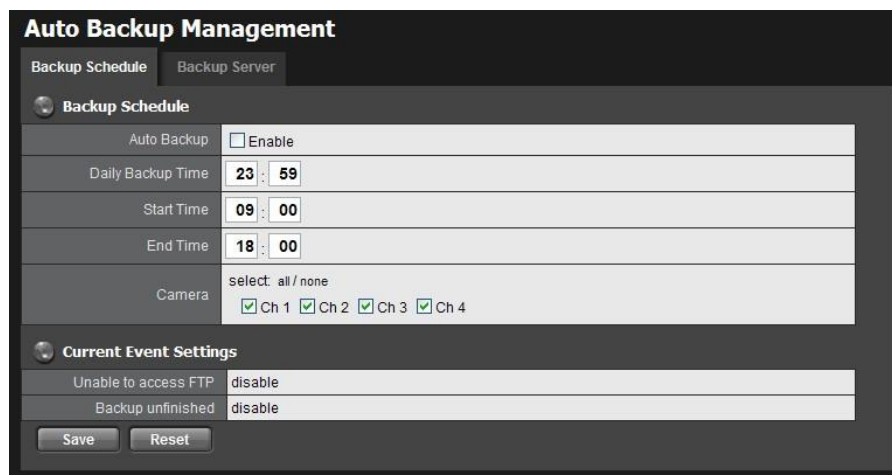 Auto Backup Management
Backup Schedule Backup Server
Backup Schedule
Auto Backup Enable
Daily Backup Time 23 : 59
Start Time 09 : 00
End Time 18 : 00
select: all / none
Camera
Ch 1 Ch 2 Ch 3 Ch 4
Current Event Settings
Unable to access FTP disable
Backup unfinished disable
Save Reset